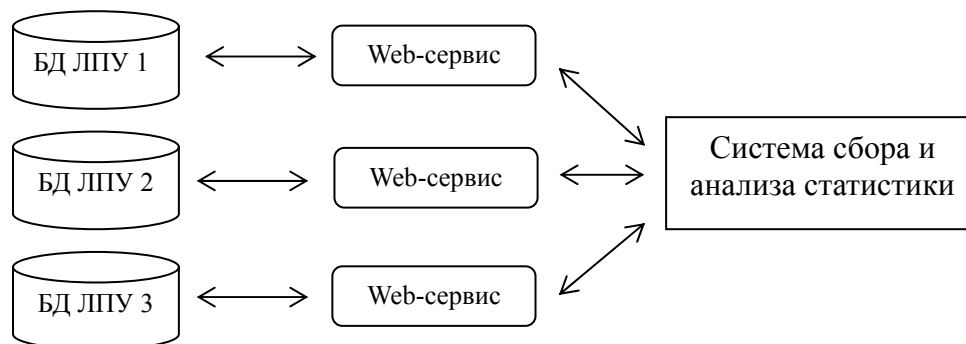 БД ЛПУ 1
Web-сервис
БД ЛПУ 2
Web-сервис
БД ЛПУ 3
Web-сервис
Система сбора и
анализа статистики